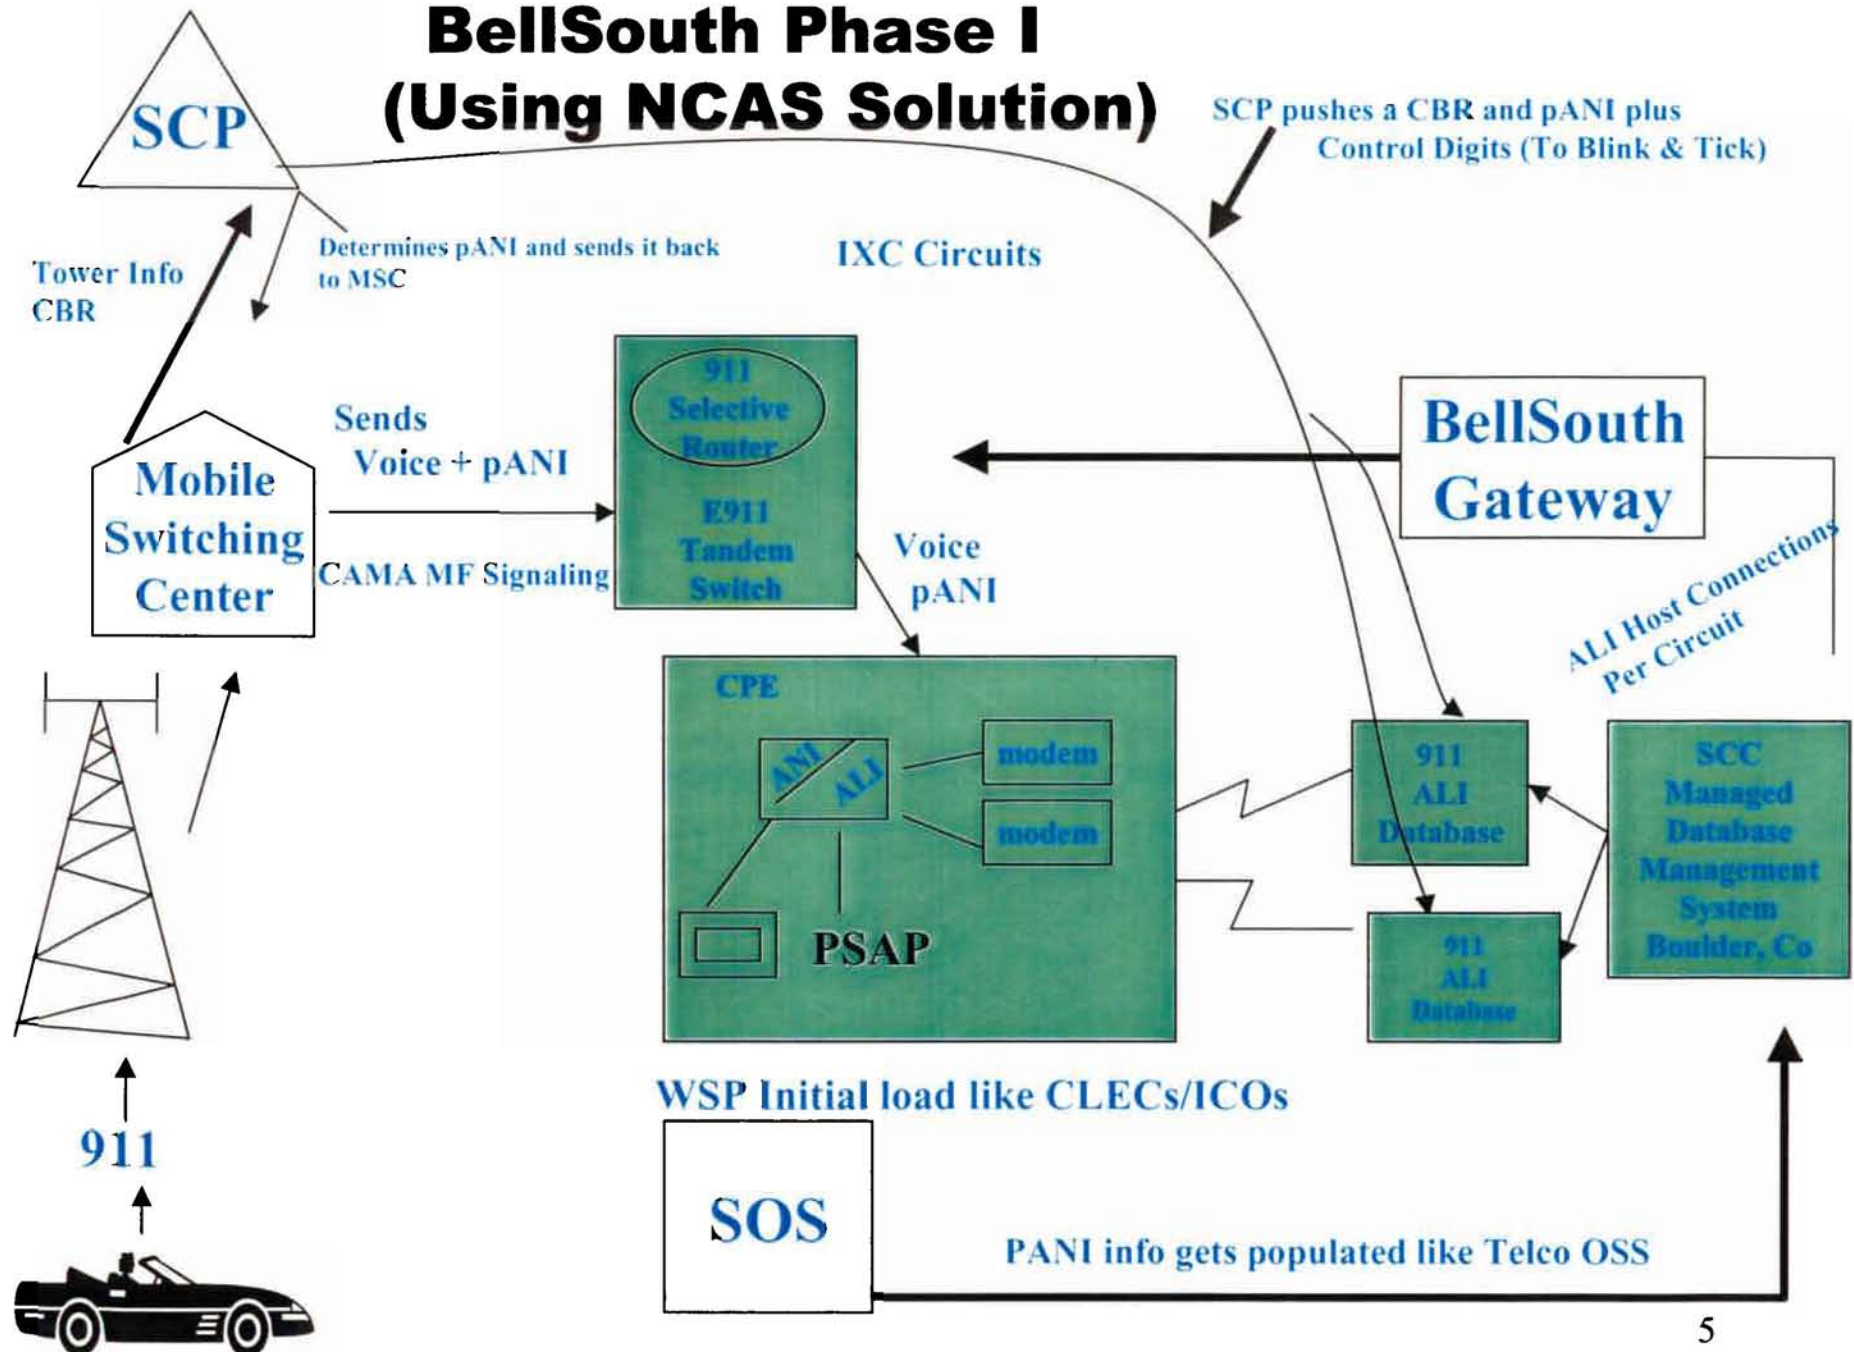 BellSouth Phase I
(Using NCAS Solution)
SCP
SCP pushes a CBR and pANI plus
Control Digits (To Blink & Tick)
Tower Info
CBR
Determines pANI and sends it back
to MSC
IXC Circuits
Mobile
Switching
Center
Sends
Voice + pANI
CAMA MF Signaling
911
Selective
Router
E911
Tandem
Switch
Voice
pANI
BellSouth
Gateway
ALI Host Connections
Per Circuit
CPE
ANI
ALI
modem
modem
PSAP
911
ALI
Database
911
ALI
Database
SCC
Managed
Database
Management
System
Boulder, Co
911
WSP Initial load like CLECs/ICOs
SOS
PANI info gets populated like Telco OSS
5